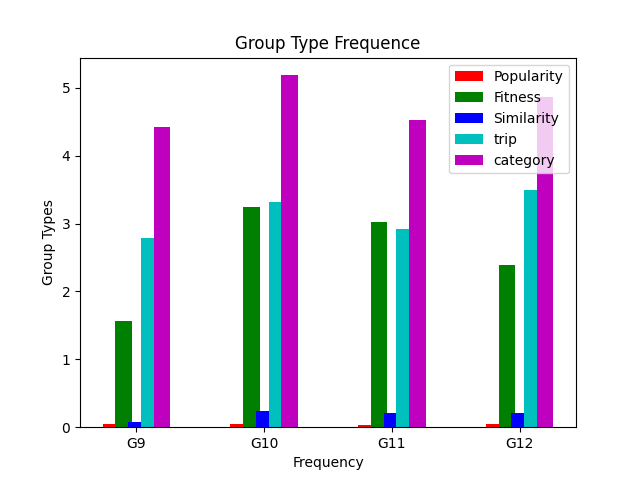 Group Type Frequence
Popularity
Fitness
Similarity
trip
category
Group Types
5
4
3
2
1
0
G9 G10 G11 G12
Frequency